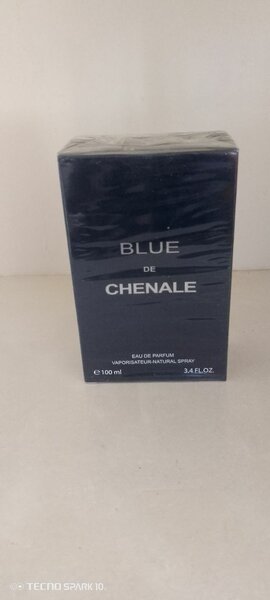 BLUE
DE
CHENALE
EAU DE PARFUM
VAPORISATEUR-NATURAL SPRAY
℮ 100 ml 3.4.FL.OZ.
TECNO SPARK 10.